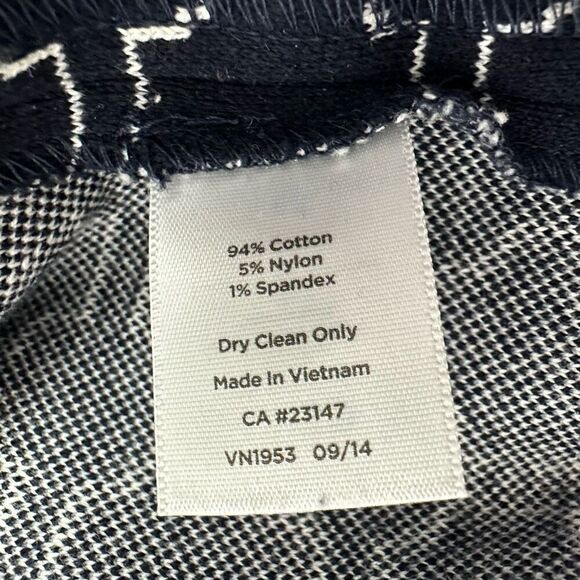 94% Cotton
5% Nylon
1% Spandex
Dry Clean Only
Made In Vietnam
CA #23147
VN1953 09/14